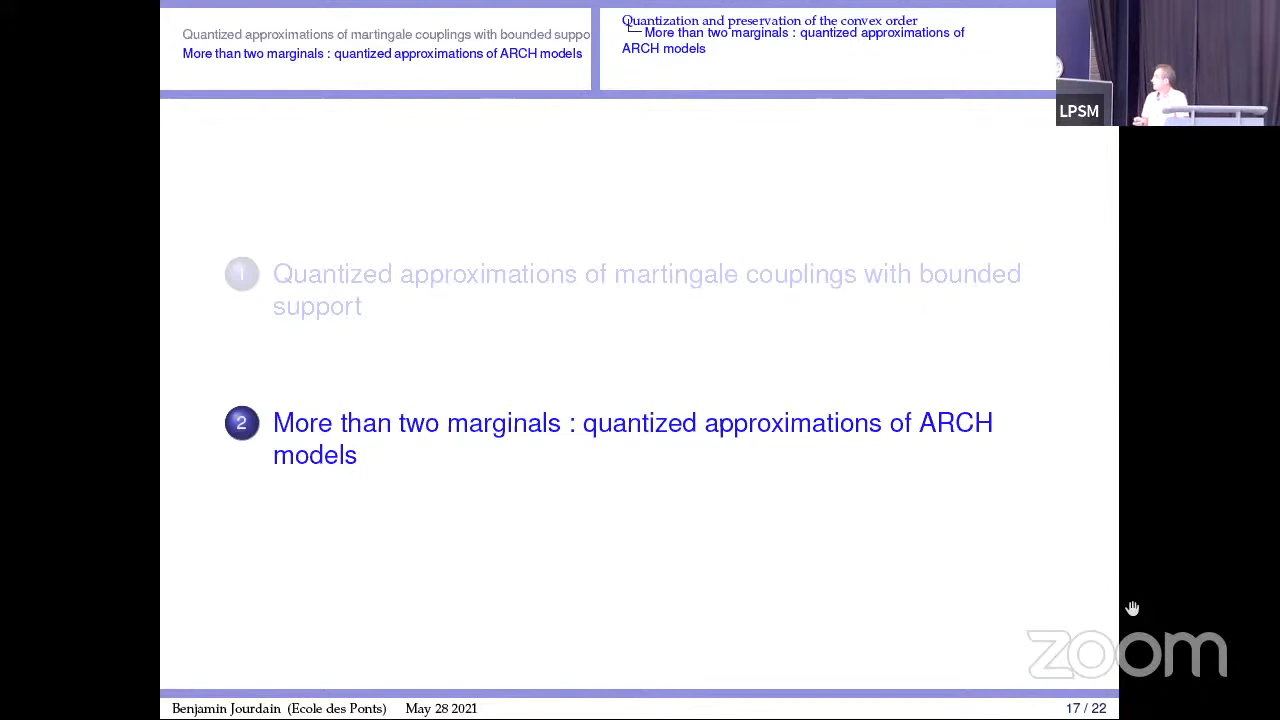 Quantized approximations of martingale couplings with bounded suppo
More than two marginals : quantized approximations of ARCH models
Quantization and preservation of the convex order
More than two marginals : quantized approximations of
ARCH models
LPSM
1 Quantized approximations of martingale couplings with bounded
support
2 More than two marginals : quantized approximations of ARCH
models
zoom
Benjamin Jourdain (Ecole des Ponts) May 28 2021 17 / 22